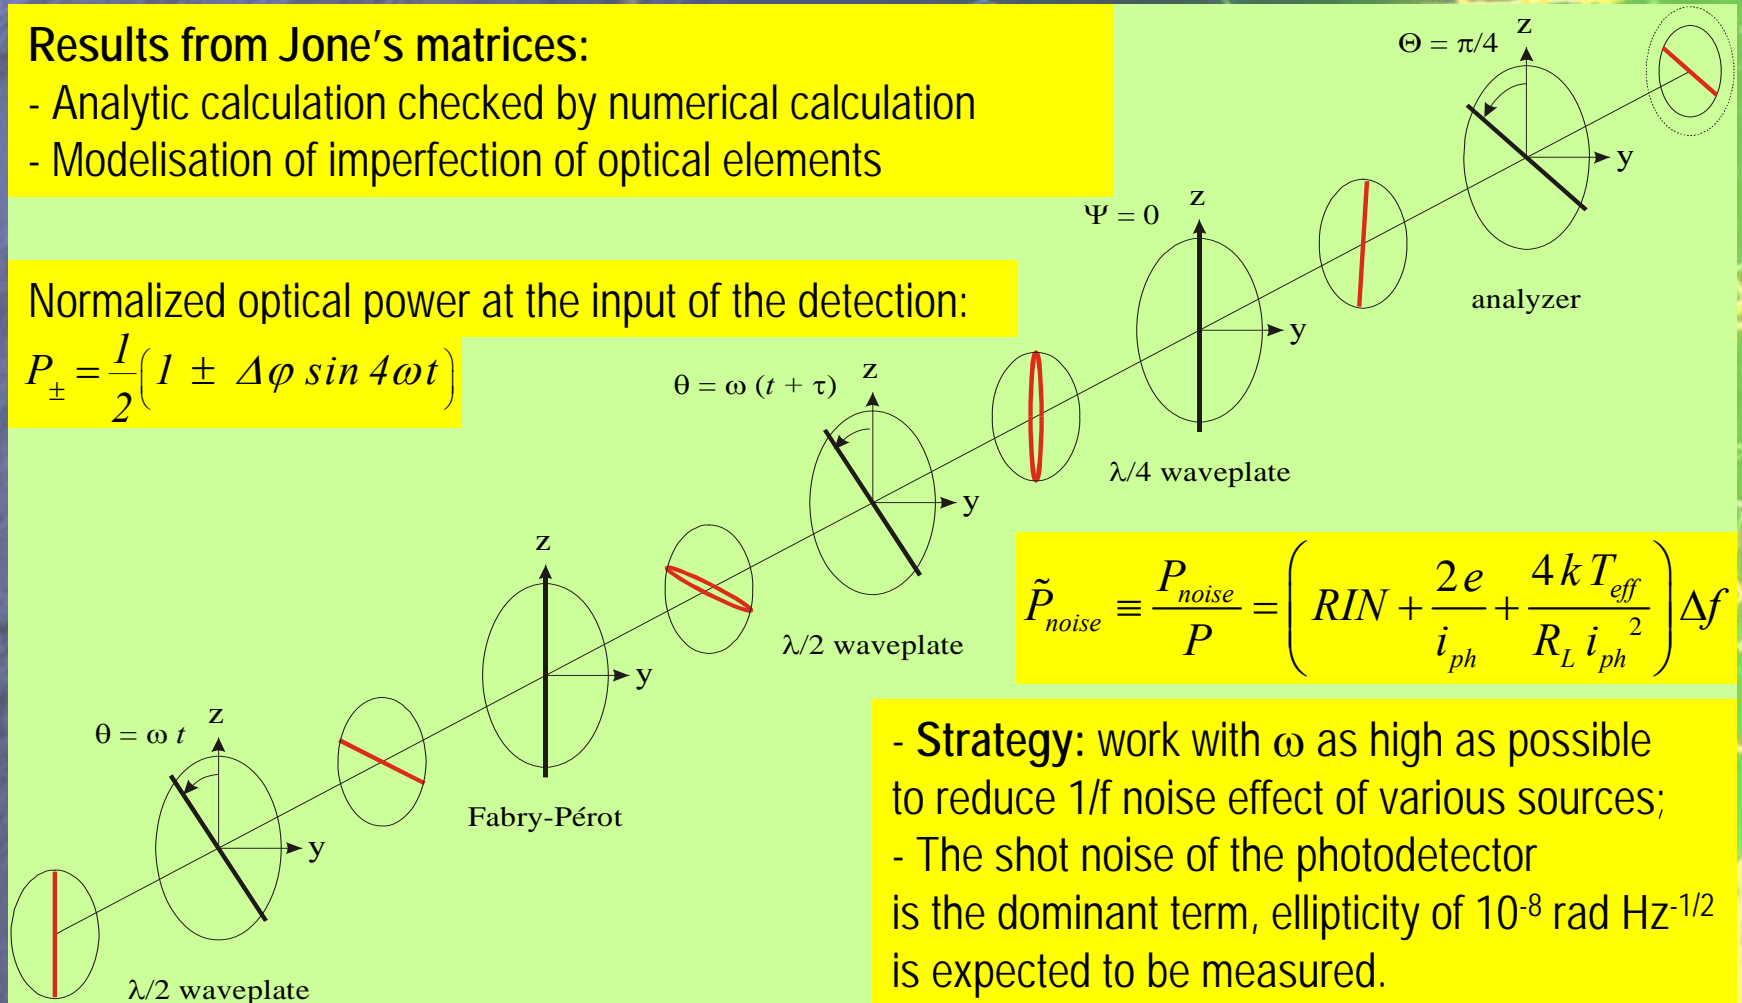 Results from Jone's matrices:
- Analytic calculation checked by numerical calculation
- Modelisation of imperfection of optical elements
Normalized optical power at the input of the detection:
P± = 1/2 (1 ± Δφ sin 4ωt)
Θ = π/4
z
y
analyzer
Ψ = 0
z
y
λ/4 waveplate
θ = ω (t + τ)
z
y
λ/2 waveplate
z
y
Fabry-Pérot
θ = ω t
z
y
λ/2 waveplate
P̃noise ≡ Pnoise/P = (RIN + 2e/iph + 4kTeff/(RL iph²)) Δf
- Strategy: work with ω as high as possible
to reduce 1/f noise effect of various sources;
- The shot noise of the photodetector
is the dominant term, ellipticity of 10⁻⁸ rad Hz⁻¹ᐟ²
is expected to be measured.